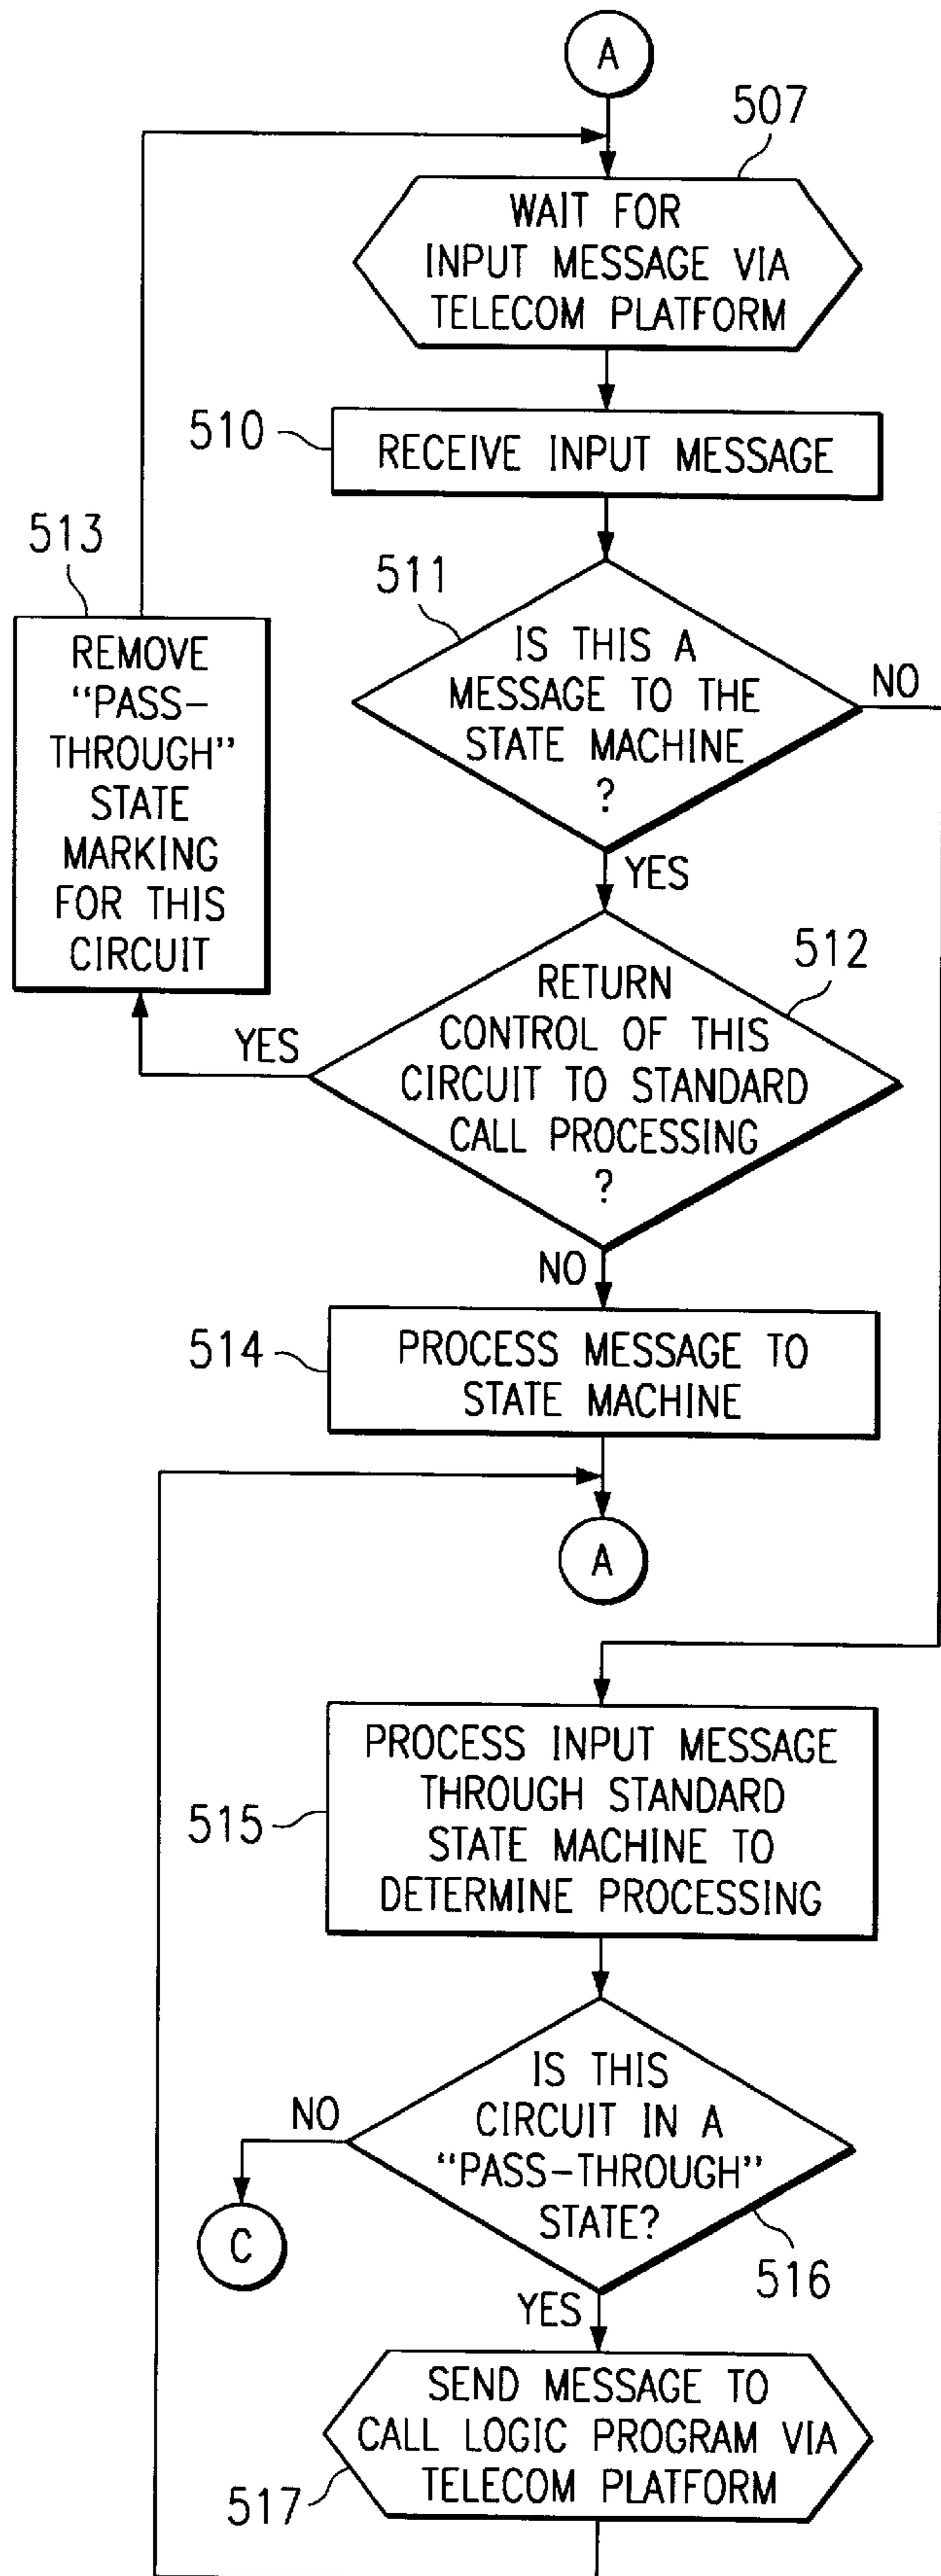 A
507
WAIT FOR
INPUT MESSAGE VIA
TELECOM PLATFORM
510
RECEIVE INPUT MESSAGE
513
REMOVE
“PASS-
THROUGH”
STATE
MARKING
FOR THIS
CIRCUIT
511
IS THIS A
MESSAGE TO THE
STATE MACHINE
?
NO
YES
512
RETURN
CONTROL OF THIS
CIRCUIT TO STANDARD
CALL PROCESSING
?
YES
NO
514
PROCESS MESSAGE TO
STATE MACHINE
A
515
PROCESS INPUT MESSAGE
THROUGH STANDARD
STATE MACHINE TO
DETERMINE PROCESSING
IS THIS
CIRCUIT IN A
“PASS-THROUGH”
STATE?
516
NO
C
YES
SEND MESSAGE TO
CALL LOGIC PROGRAM VIA
TELECOM PLATFORM
517